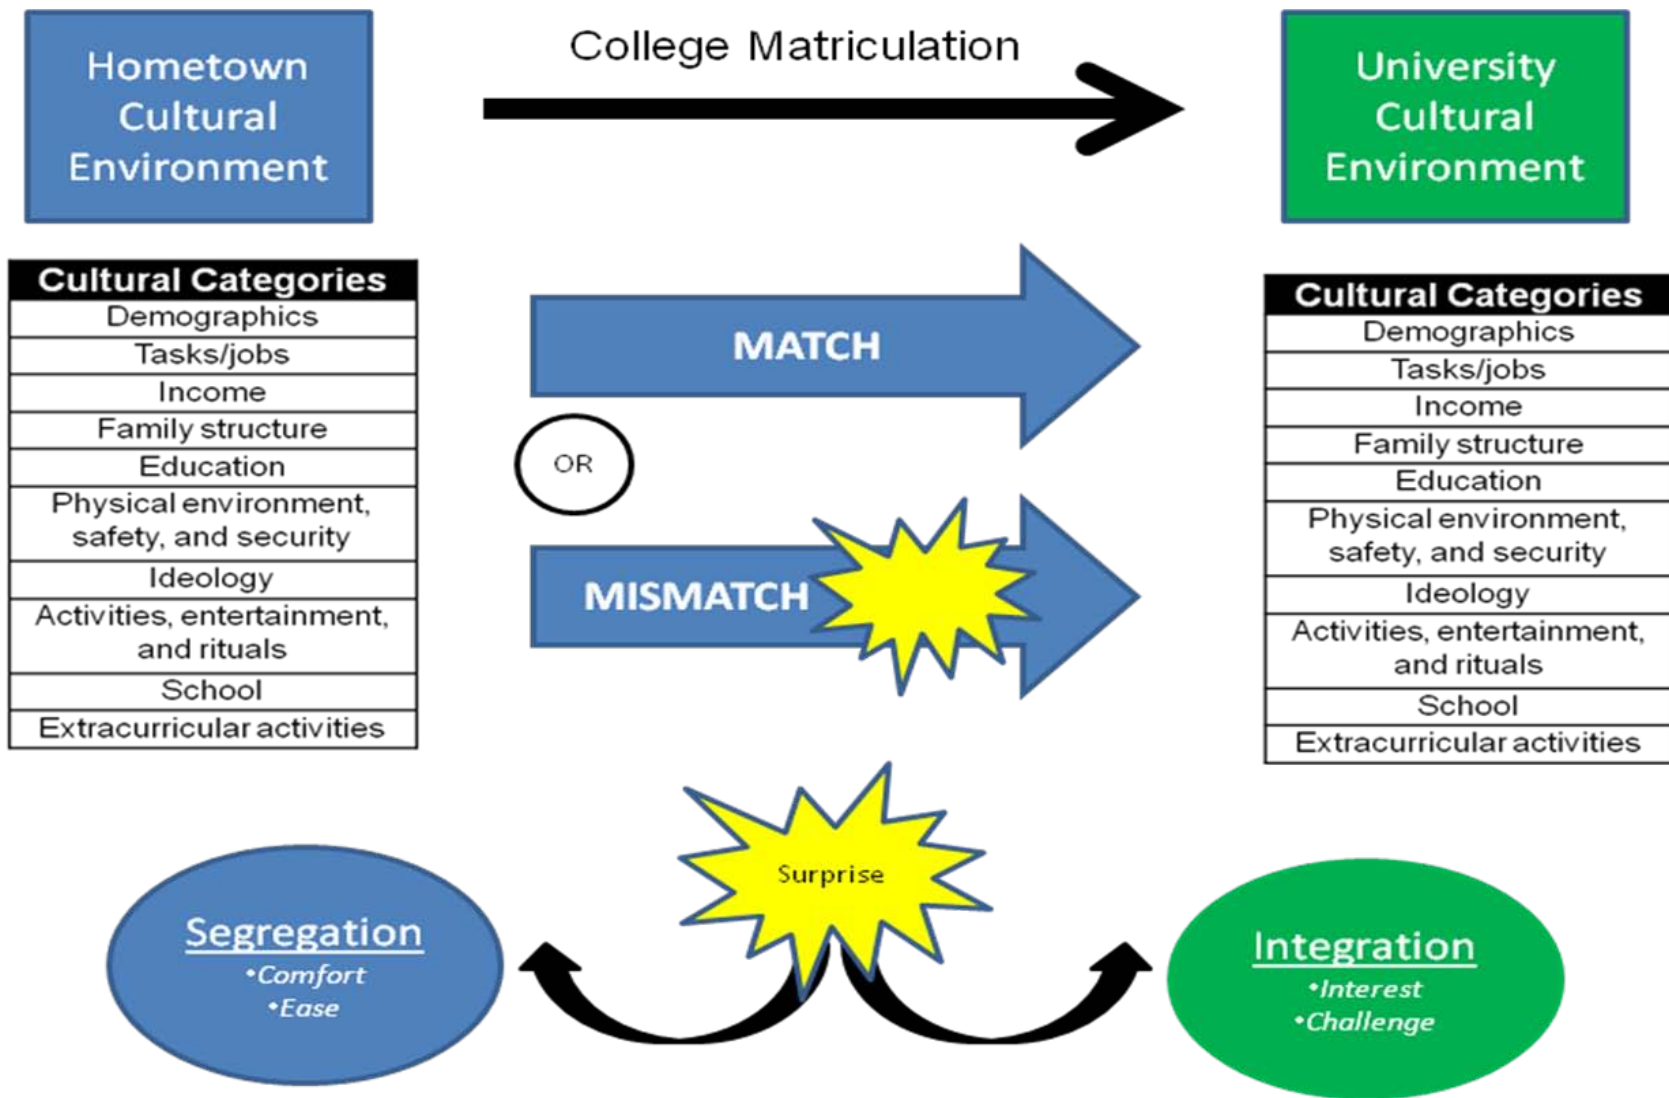 Hometown
Cultural
Environment
College Matriculation
University
Cultural
Environment
Cultural Categories
Demographics
Tasks/jobs
Income
Family structure
Education
Physical environment,
safety, and security
Ideology
Activities, entertainment,
and rituals
School
Extracurricular activities
MATCH
OR
MISMATCH
Cultural Categories
Demographics
Tasks/jobs
Income
Family structure
Education
Physical environment,
safety, and security
Ideology
Activities, entertainment,
and rituals
School
Extracurricular activities
Segregation
•Comfort
•Ease
Surprise
Integration
•Interest
•Challenge